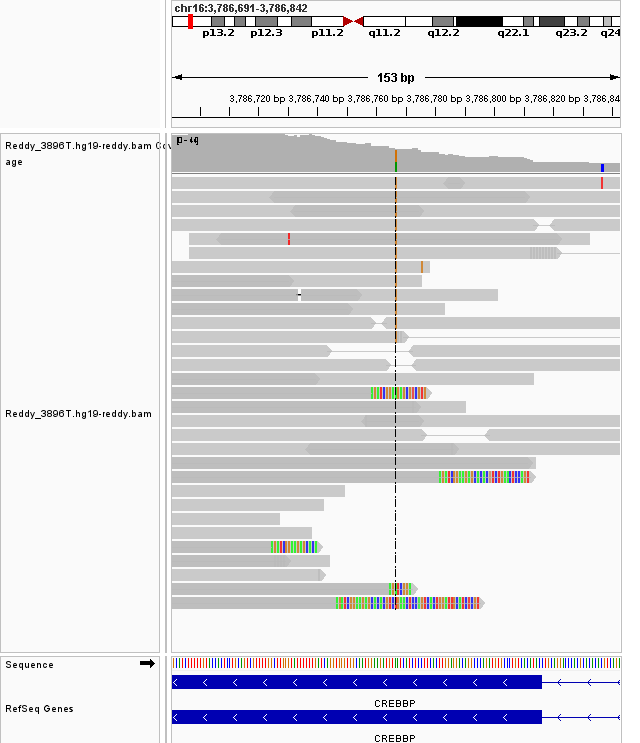 chr16:3,786,691-3,786,842
p13.2 p12.3 p11.2 q11.2 q12.2 q22.1 q23.2 q24
153 bp
3,786,720 bp 3,786,740 bp 3,786,760 bp 3,786,780 bp 3,786,800 bp 3,786,820 bp 3,786,84
Reddy_3896T.hg19-reddy.bam Cov
age
Reddy_3896T.hg19-reddy.bam
Sequence
CREBBP
RefSeq Genes
CREBBP